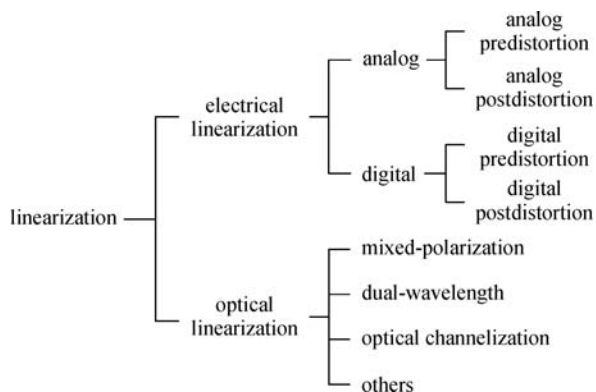 linearization
electrical
linearization
analog
analog
predistortion
analog
postdistortion
digital
digital
predistortion
digital
postdistortion
optical
linearization
mixed-polarization
dual-wavelength
optical channelization
others